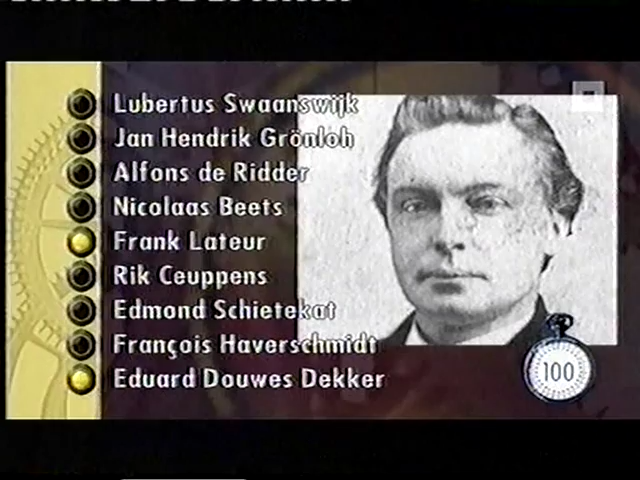 Lubertus Swaanswijk
Jan Hendrik Grönloh
Alfons de Ridder
Nicolaas Beets
Frank Lateur
Rik Ceuppens
Edmond Schietekat
François Haverschmidt
Eduard Douwes Dekker
100